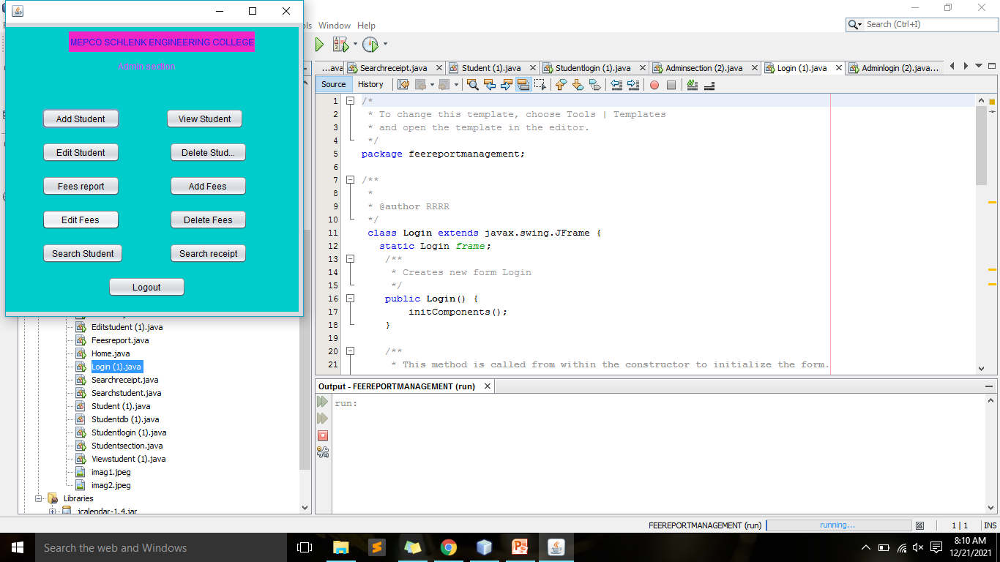 MEPCO SCHLENK ENGINEERING COLLEGE
Admin section
Add Student
View Student
Edit Student
Delete Stud...
Fees report
Add Fees
Edit Fees
Delete Fees
Search Student
Search receipt
Logout
Window Help
Search (Ctrl+I)
...ava
Searchreceipt.java
Student (1).java
Studentlogin (1).java
Adminsection (2).java
Login (1).java
Adminlogin (2).java...
Source History
1 /*
2 * To change this template, choose Tools | Templates
3 * and open the template in the editor.
4 */
5 package feereportmanagement;
6
7 /**
8 *
9 * @author RRRR
10 */
11 class Login extends javax.swing.JFrame {
12 static Login frame;
13 /**
14 * Creates new form Login
15 */
16 public Login() {
17 initComponents();
18 }
19
20 /**
21 * This method is called from within the constructor to initialize the form.
Editstudent (1).java
Feesreport.java
Home.java
Login (1).java
Searchreceipt.java
Searchstudent.java
Student (1).java
Studentdb (1).java
Studentlogin (1).java
Studentsection.java
Viewstudent (1).java
imag1.jpeg
imag2.jpeg
Libraries
jcalendar-1.4.jar
Output - FEEREPORTMANAGEMENT (run)
run:
FEEREPORTMANAGEMENT (run) running... 1 | 1 INS
Search the web and Windows
8:10 AM
12/21/2021